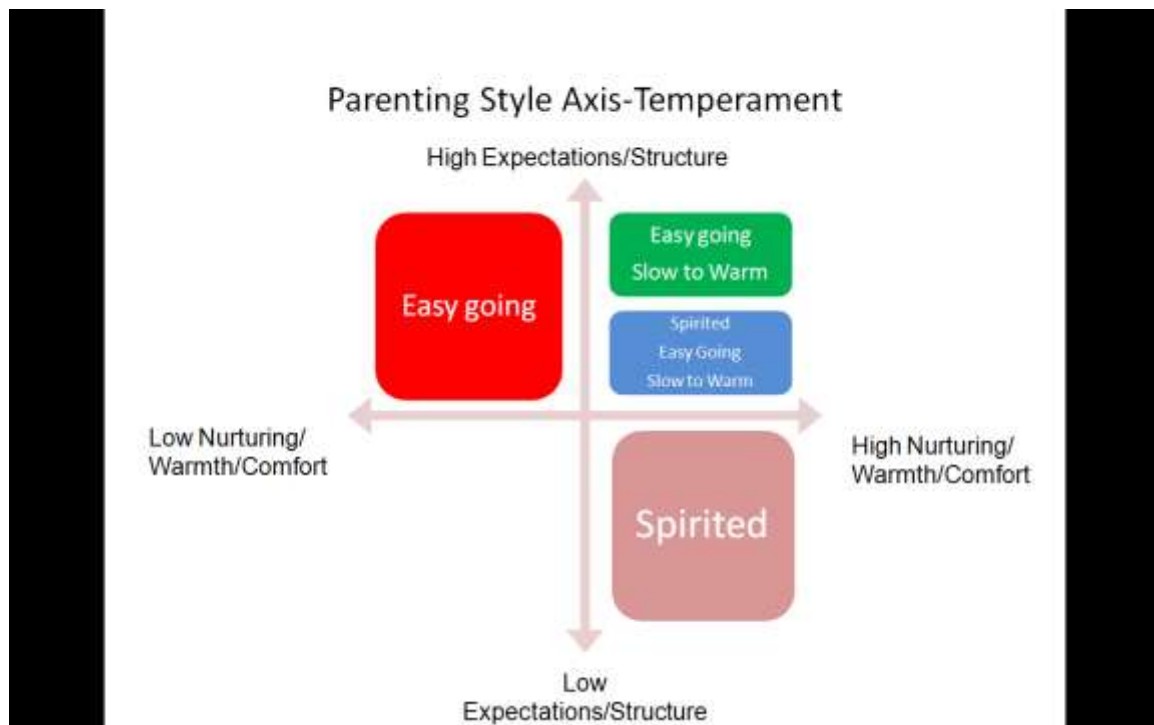 Parenting Style Axis-Temperament
High Expectations/Structure
Easy going
Easy going
Slow to Warm
Spirited
Easy Going
Slow to Warm
Low Nurturing/
Warmth/Comfort
High Nurturing/
Warmth/Comfort
Spirited
Low
Expectations/Structure